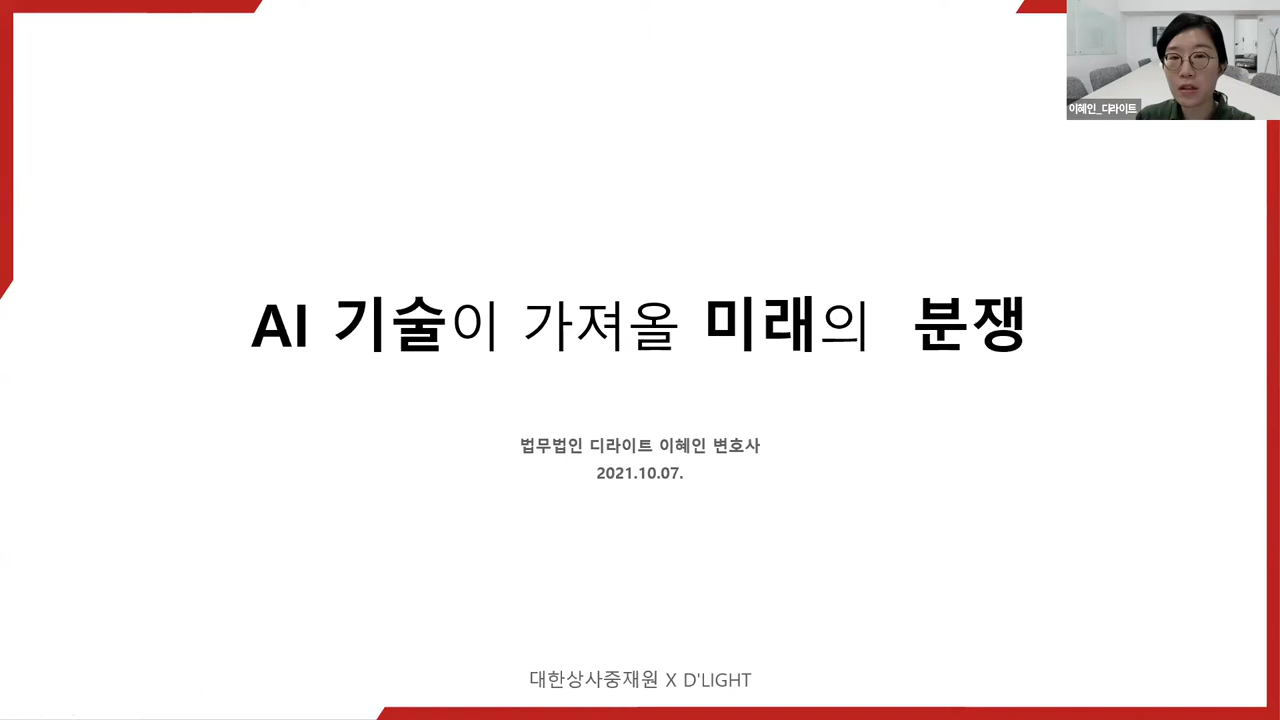 이혜인_디라이트
AI 기술이 가져올 미래의 분쟁
법무법인 디라이트 이혜인 변호사
2021.10.07.
대한상사중재원 X D'LIGHT